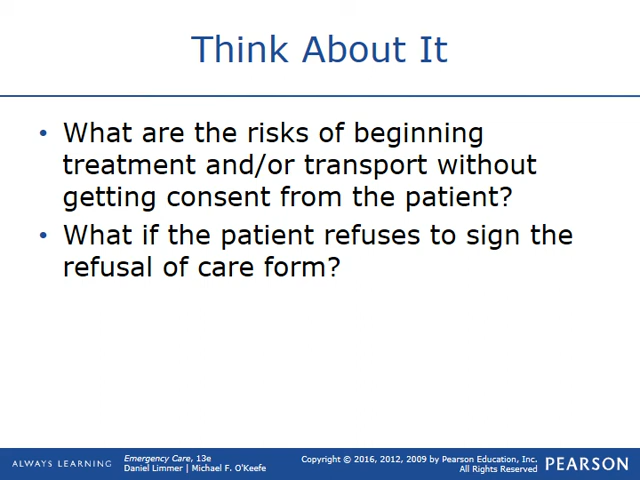 Think About It
• What are the risks of beginning
treatment and/or transport without
getting consent from the patient?
• What if the patient refuses to sign the
refusal of care form?
ALWAYS LEARNING
Emergency Care, 13e
Daniel Limmer | Michael F. O'Keefe
Copyright © 2016, 2012, 2009 by Pearson Education, Inc.
All Rights Reserved
PEARSON